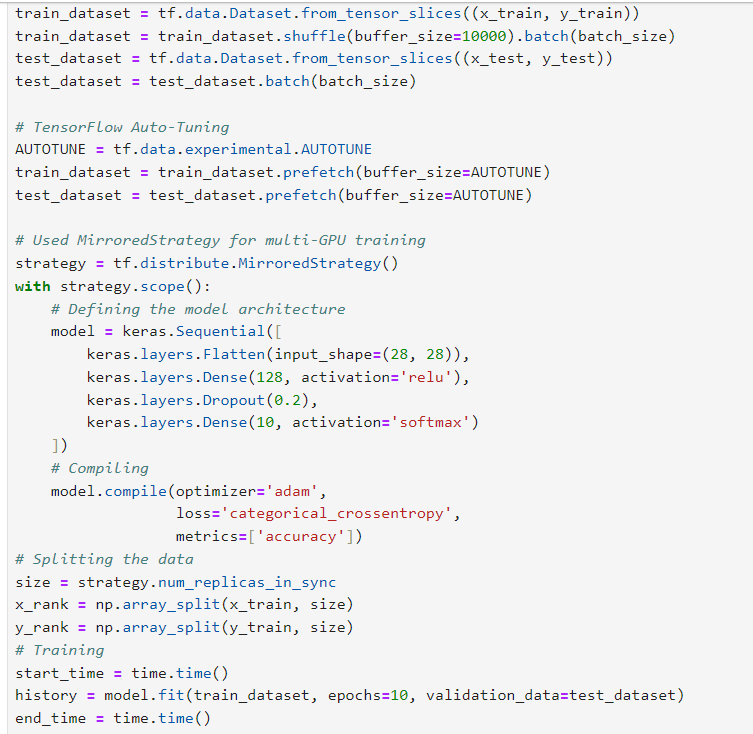 train_dataset = tf.data.Dataset.from_tensor_slices((x_train, y_train))
train_dataset = train_dataset.shuffle(buffer_size=10000).batch(batch_size)
test_dataset = tf.data.Dataset.from_tensor_slices((x_test, y_test))
test_dataset = test_dataset.batch(batch_size)

# TensorFlow Auto-Tuning
AUTOTUNE = tf.data.experimental.AUTOTUNE
train_dataset = train_dataset.prefetch(buffer_size=AUTOTUNE)
test_dataset = test_dataset.prefetch(buffer_size=AUTOTUNE)

# Used MirroredStrategy for multi-GPU training
strategy = tf.distribute.MirroredStrategy()
with strategy.scope():
    # Defining the model architecture
    model = keras.Sequential([
        keras.layers.Flatten(input_shape=(28, 28)),
        keras.layers.Dense(128, activation='relu'),
        keras.layers.Dropout(0.2),
        keras.layers.Dense(10, activation='softmax')
    ])
    # Compiling
    model.compile(optimizer='adam',
                  loss='categorical_crossentropy',
                  metrics=['accuracy'])
# Splitting the data
size = strategy.num_replicas_in_sync
x_rank = np.array_split(x_train, size)
y_rank = np.array_split(y_train, size)
# Training
start_time = time.time()
history = model.fit(train_dataset, epochs=10, validation_data=test_dataset)
end_time = time.time()